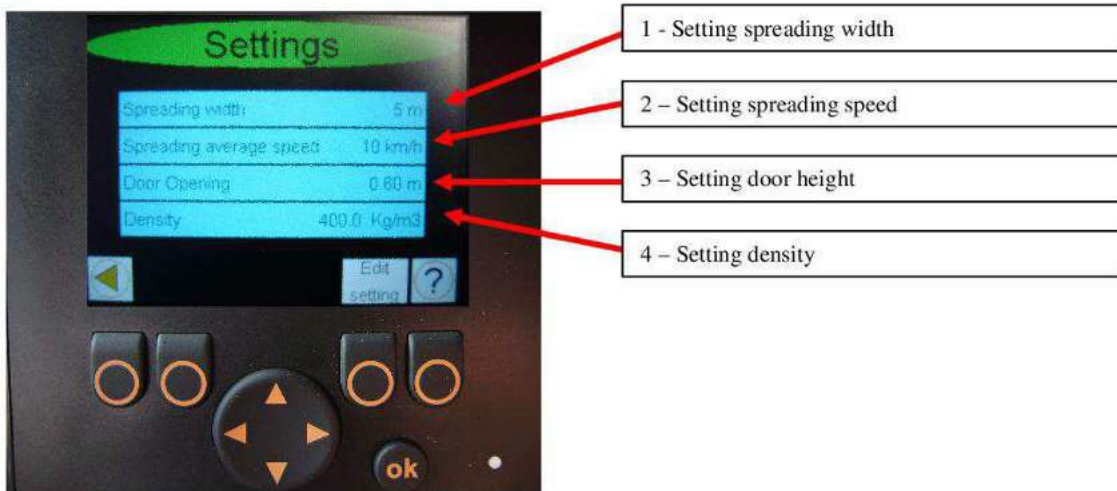 Settings
Spreading width 5 m
Spreading average speed 10 km/h
Door Opening 0.60 m
Density 400.0 Kg/m3
Edit
setting
?
ok
1 - Setting spreading width
2 – Setting spreading speed
3 – Setting door height
4 – Setting density